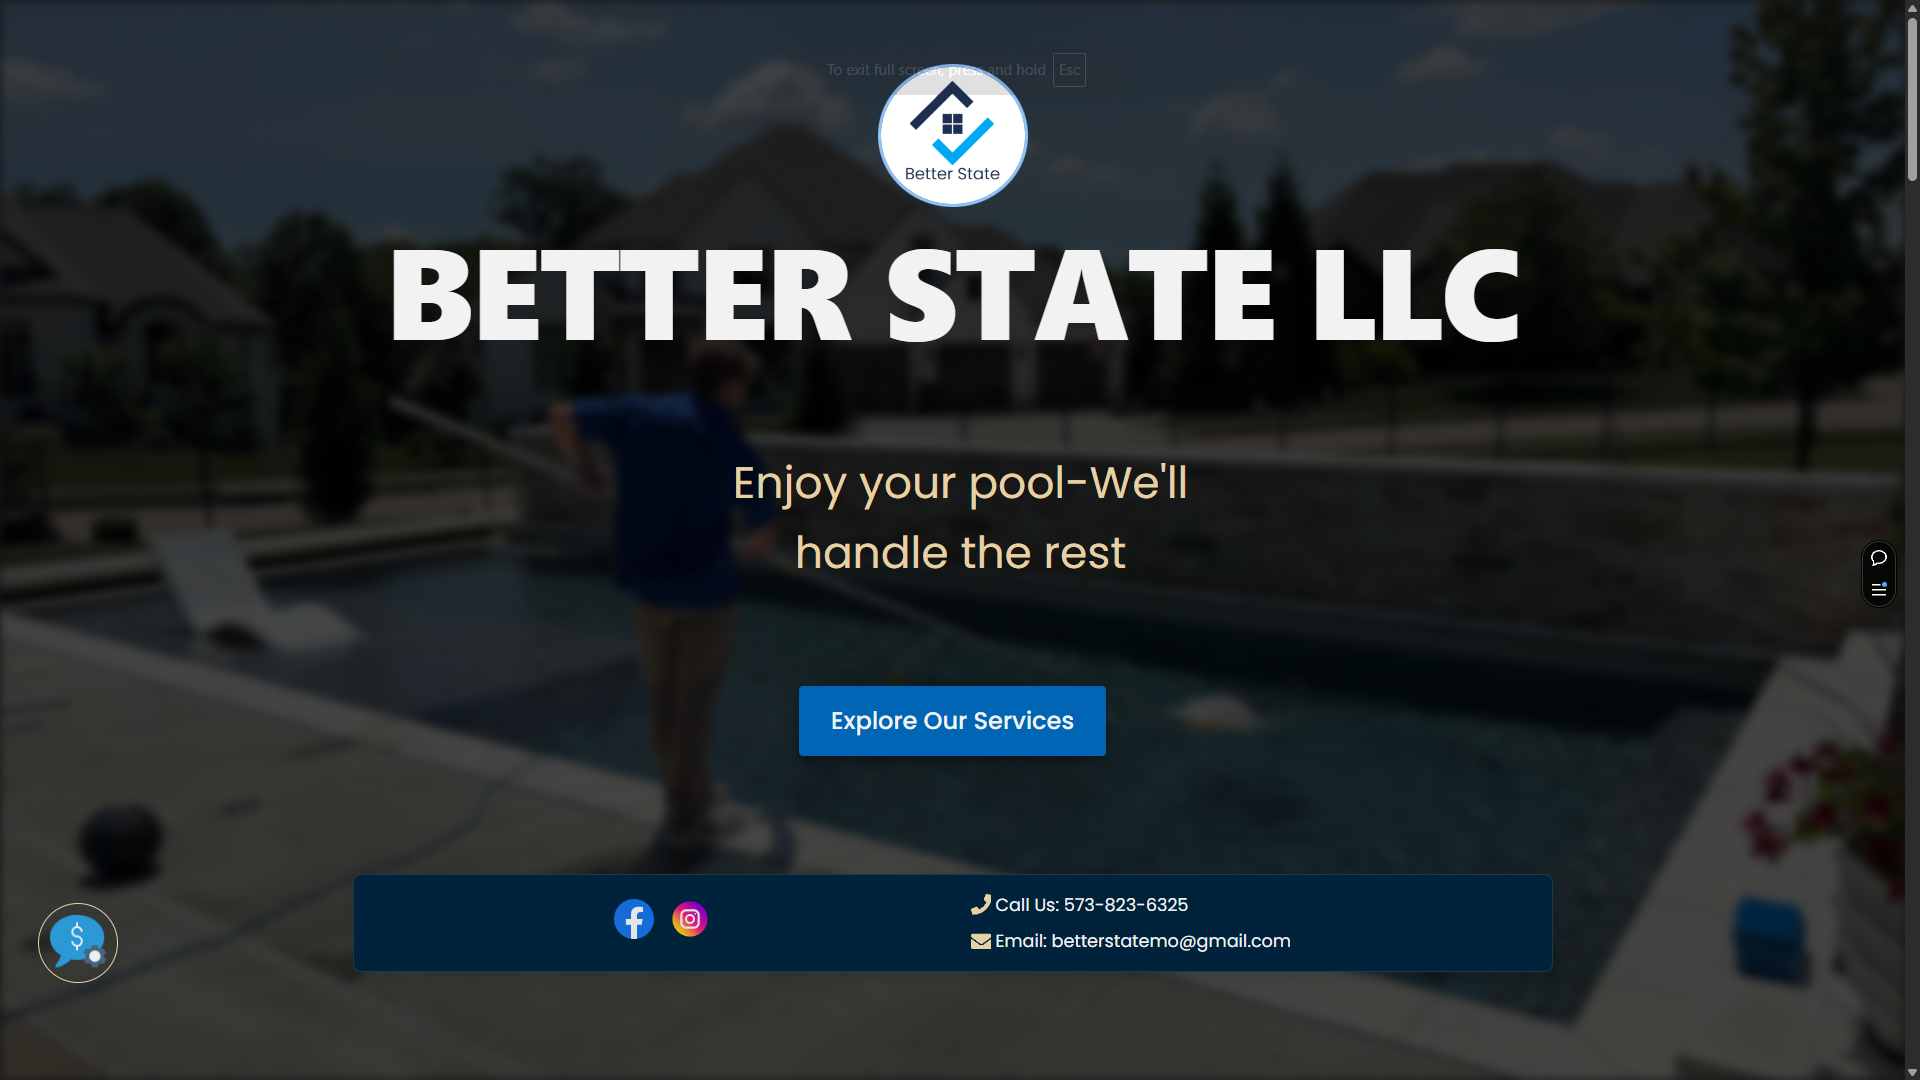 To exit full screen, press and hold Esc
Better State
BETTER STATE LLC
Enjoy your pool-We'll
handle the rest
Explore Our Services
Call Us: 573-823-6325
Email: betterstatemo@gmail.com